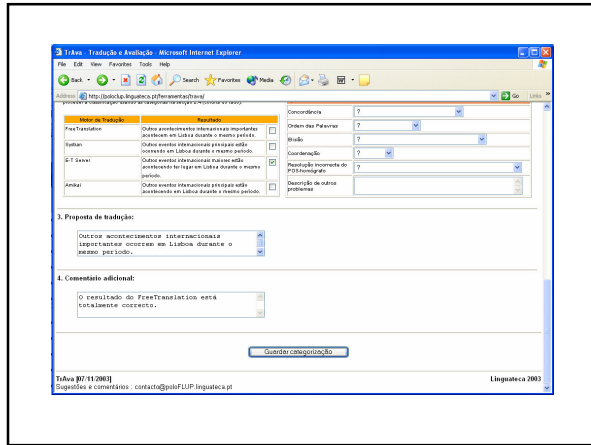 TrAva - Tradução e Avaliação - Microsoft Internet Explorer
File Edit View Favorites Tools Help
Back Search Favorites Media
Address http://poloclup.linguateca.pt/ferramentas/trava/ Go Links »
Motor de Tradução Resultado
FreeTranslation Outros acontecimentos internacionais importantes
acontecem em Lisboa durante o mesmo período.
Systran Outros eventos internacionais principais estão
ocorrendo em Lisboa durante o mesmo período.
E-T Server Outros eventos internacionais maiores estão
acontecendo ter lugar em Lisboa durante o mesmo
período.
Amikai Outros eventos internacionais principais estão
acontecendo em Lisboa durante o mesmo período.
Concordância ?
Ordem das Palavras ?
Elisão ?
Coordenação ?
Resolução incorrecta do
POS-homógrafo ?
Descrição de outros
problemas
3. Proposta de tradução:
Outros acontecimentos internacionais
importantes ocorrem em Lisboa durante o
mesmo período.
4. Comentário adicional:
O resultado do FreeTranslation está
totalmente correcto.
Guardar categorização
TrAva [07/11/2003] Linguateca 2003
Sugestões e comentários : contacto@poloFLUP.linguateca.pt